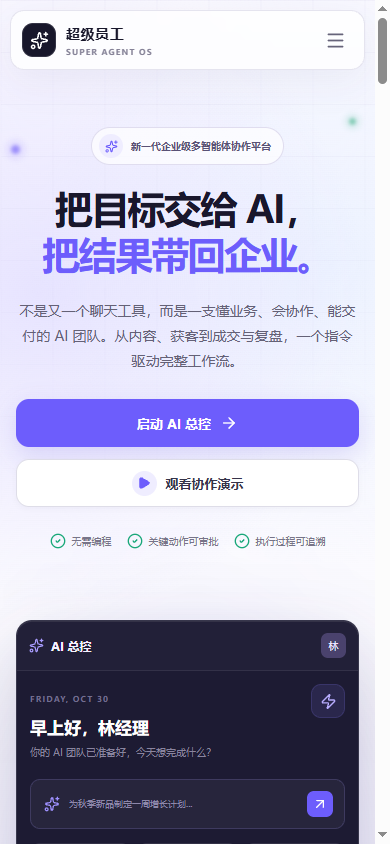 超级员工
SUPER AGENT OS
新一代企业级多智能体协作平台
把目标交给 AI，
把结果带回企业。
不是又一个聊天工具，而是一支懂业务、会协作、能交
付的 AI 团队。从内容、获客到成交与复盘，一个指令
驱动完整工作流。
启动 AI 总控
观看协作演示
无需编程
关键动作可审批
执行过程可追溯
AI 总控
林
FRIDAY, OCT 30
早上好，林经理
你的 AI 团队已准备好，今天想完成什么？
为秋季新品制定一周增长计划...